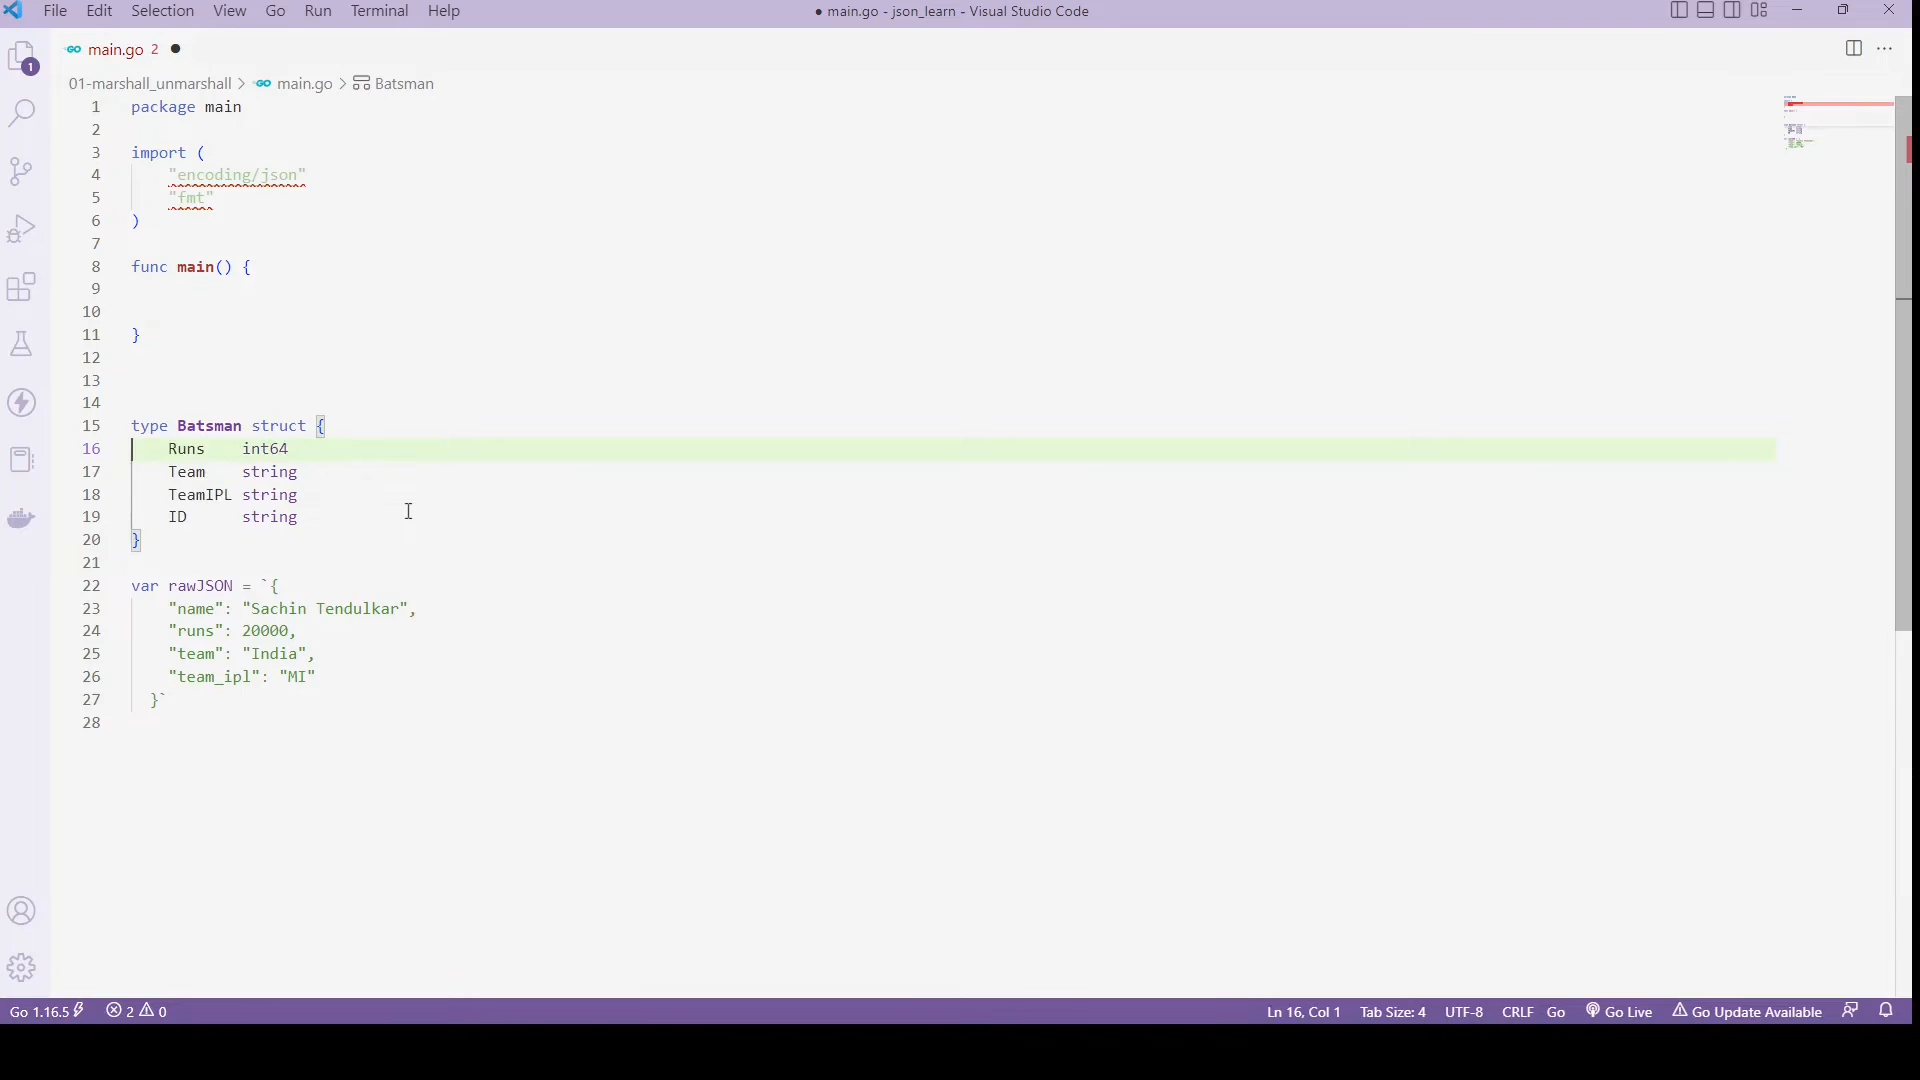 File Edit Selection View Go Run Terminal Help
● main.go - json_learn - Visual Studio Code
main.go 2 ●
1
01-marshall_unmarshall > main.go > Batsman
1 package main
2
3 import (
4 "encoding/json"
5 "fmt"
6 )
7
8 func main() {
9
10
11 }
12
13
14
15 type Batsman struct {
16 Runs int64
17 Team string
18 TeamIPL string
19 ID string
20 }
21
22 var rawJSON = `{
23 "name": "Sachin Tendulkar",
24 "runs": 20000,
25 "team": "India",
26 "team_ipl": "MI"
27 }`
28
Go 1.16.5 2 0 Ln 16, Col 1 Tab Size: 4 UTF-8 CRLF Go Go Live Go Update Available